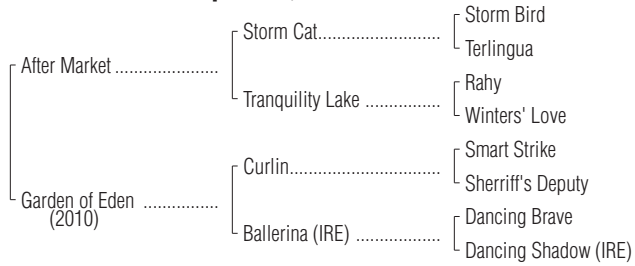 Storm Bird
Storm Cat....................
Terlingua
After Market ......................
Rahy
Tranquility Lake ................
Winters' Love
Smart Strike
Curlin..........................
Sherriff's Deputy
Garden of Eden ................
(2010)
Dancing Brave
Ballerina (IRE) ..................
Dancing Shadow (IRE)